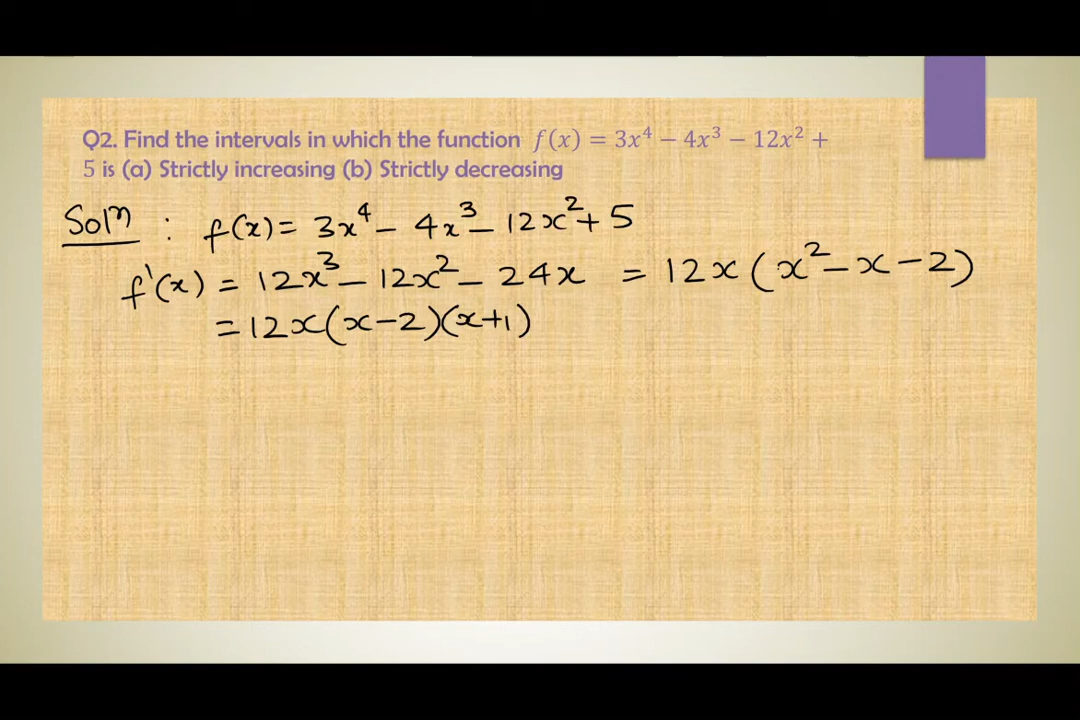 Q2. Find the intervals in which the function f(x) = 3x⁴ − 4x³ − 12x² +
5 is (a) Strictly increasing (b) Strictly decreasing
Solⁿ : f(x) = 3x⁴ − 4x³ − 12x² + 5
f'(x) = 12x³ − 12x² − 24x = 12x(x² − x − 2)
= 12x(x−2)(x+1)